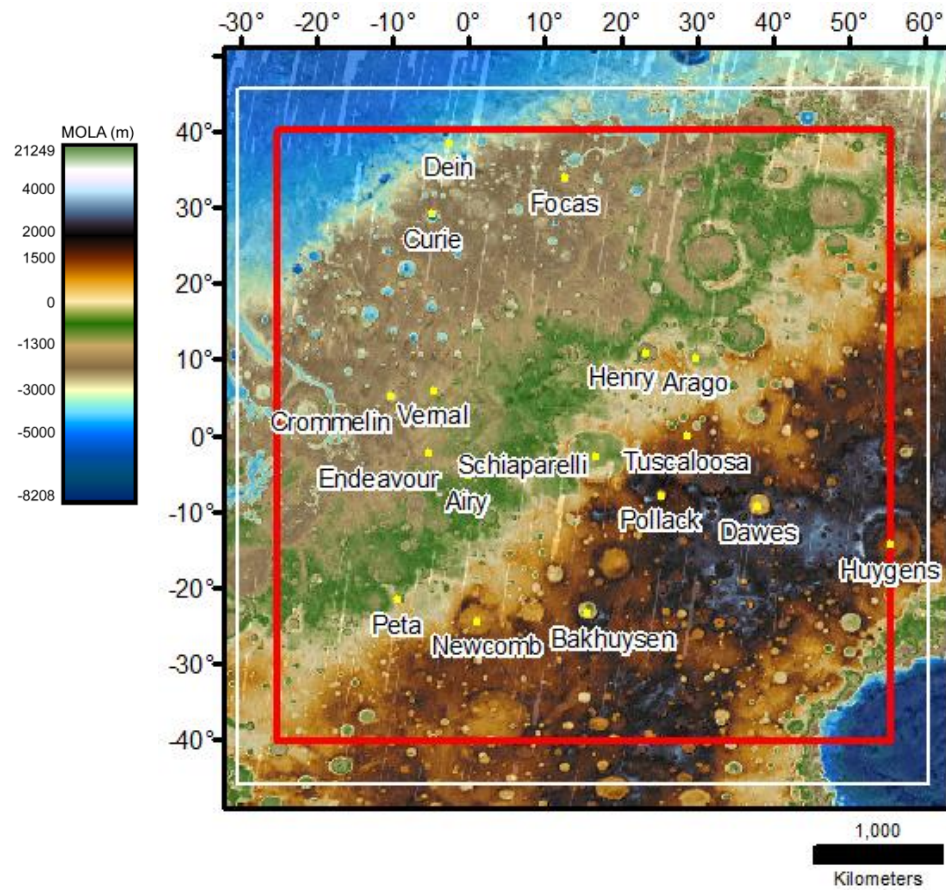 -30° -20° -10° 0° 10° 20° 30° 40° 50° 60°
MOLA (m)
21249
4000
2000
1500
0
-1300
-3000
-5000
-8208
40°
30°
20°
10°
0°
-10°
-20°
-30°
-40°
Dein
Focas
Curie
Henry Arago
Crommelin Vernal
Endeavour Schiaparelli Tuscaloosa
Airy
Pollack Dawes
Huygens
Peta
Newcomb Bakhuysen
1,000
Kilometers